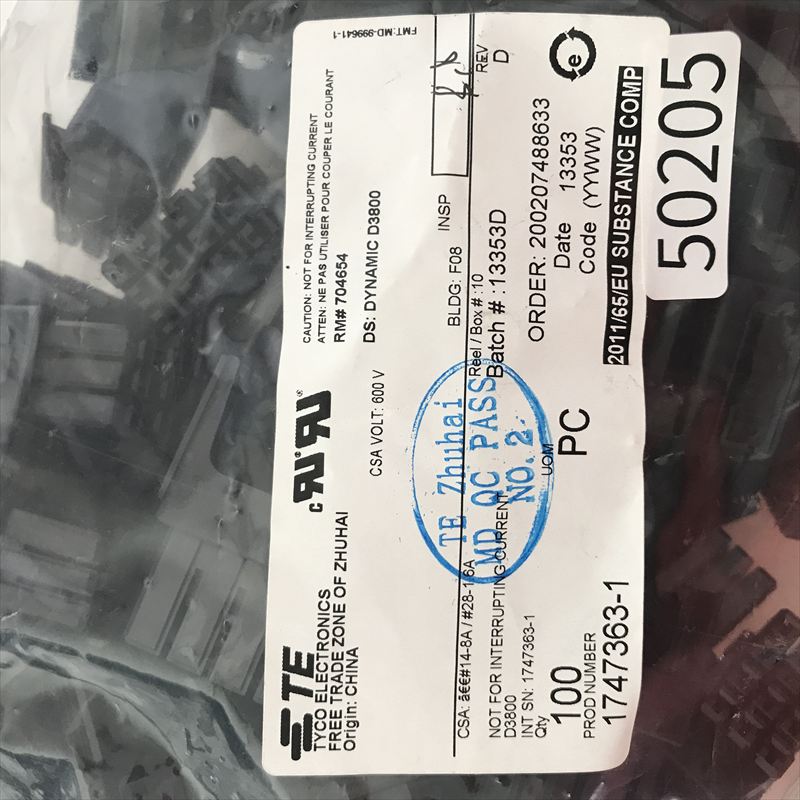 TE
TYCO ELECTRONICS
FREE TRADE ZONE OF ZHUHAI
Origin: CHINA
c RU ® RU ®
CAUTION: NOT FOR INTERRUPTING CURRENT
ATTEN: NE PAS UTILISER POUR COUPER LE COURANT
RM# 704654
FMT:MD-999641-1
CSA VOLT: 600 V
DS: DYNAMIC D3800
BLDG: F08
INSP
CSA: â€€#14-8A / #28-1.6A
Reel / Box # :10
REV
D
NOT FOR INTERRUPTING CURRENT
Batch # :13353D
D3800
INT SN: 1747363-1
Qty
UOM
ORDER: 200207488633
100
PC
Date 13353
Code (YYWW)
e
PROD NUMBER
1747363-1
2011/65/EU SUBSTANCE COMP
TE Zhuhai
MD QC PASS
NO. 2
50205